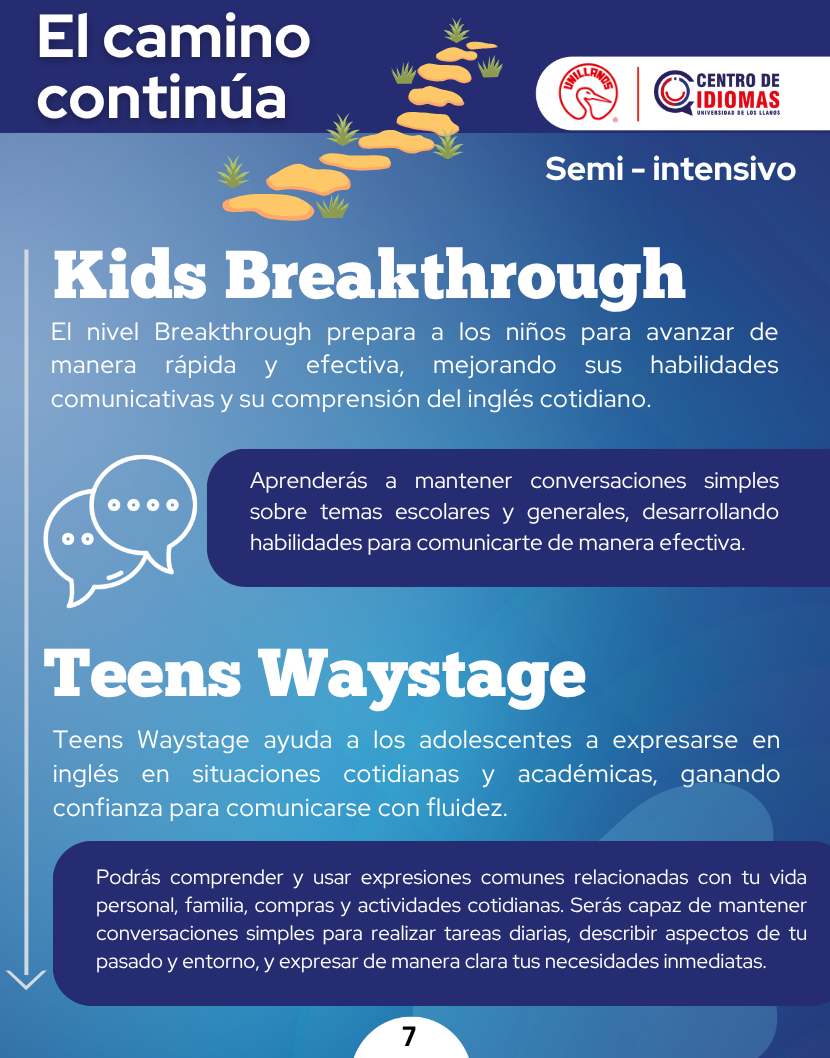 El camino
continúa
UNILLANOS
®
CENTRO DE
IDIOMAS
UNIVERSIDAD DE LOS LLANOS
Semi - intensivo
Kids Breakthrough
El nivel Breakthrough prepara a los niños para avanzar de
manera rápida y efectiva, mejorando sus habilidades
comunicativas y su comprensión del inglés cotidiano.
Aprenderás a mantener conversaciones simples
sobre temas escolares y generales, desarrollando
habilidades para comunicarte de manera efectiva.
Teens Waystage
Teens Waystage ayuda a los adolescentes a expresarse en
inglés en situaciones cotidianas y académicas, ganando
confianza para comunicarse con fluidez.
Podrás comprender y usar expresiones comunes relacionadas con tu vida
personal, familia, compras y actividades cotidianas. Serás capaz de mantener
conversaciones simples para realizar tareas diarias, describir aspectos de tu
pasado y entorno, y expresar de manera clara tus necesidades inmediatas.
7